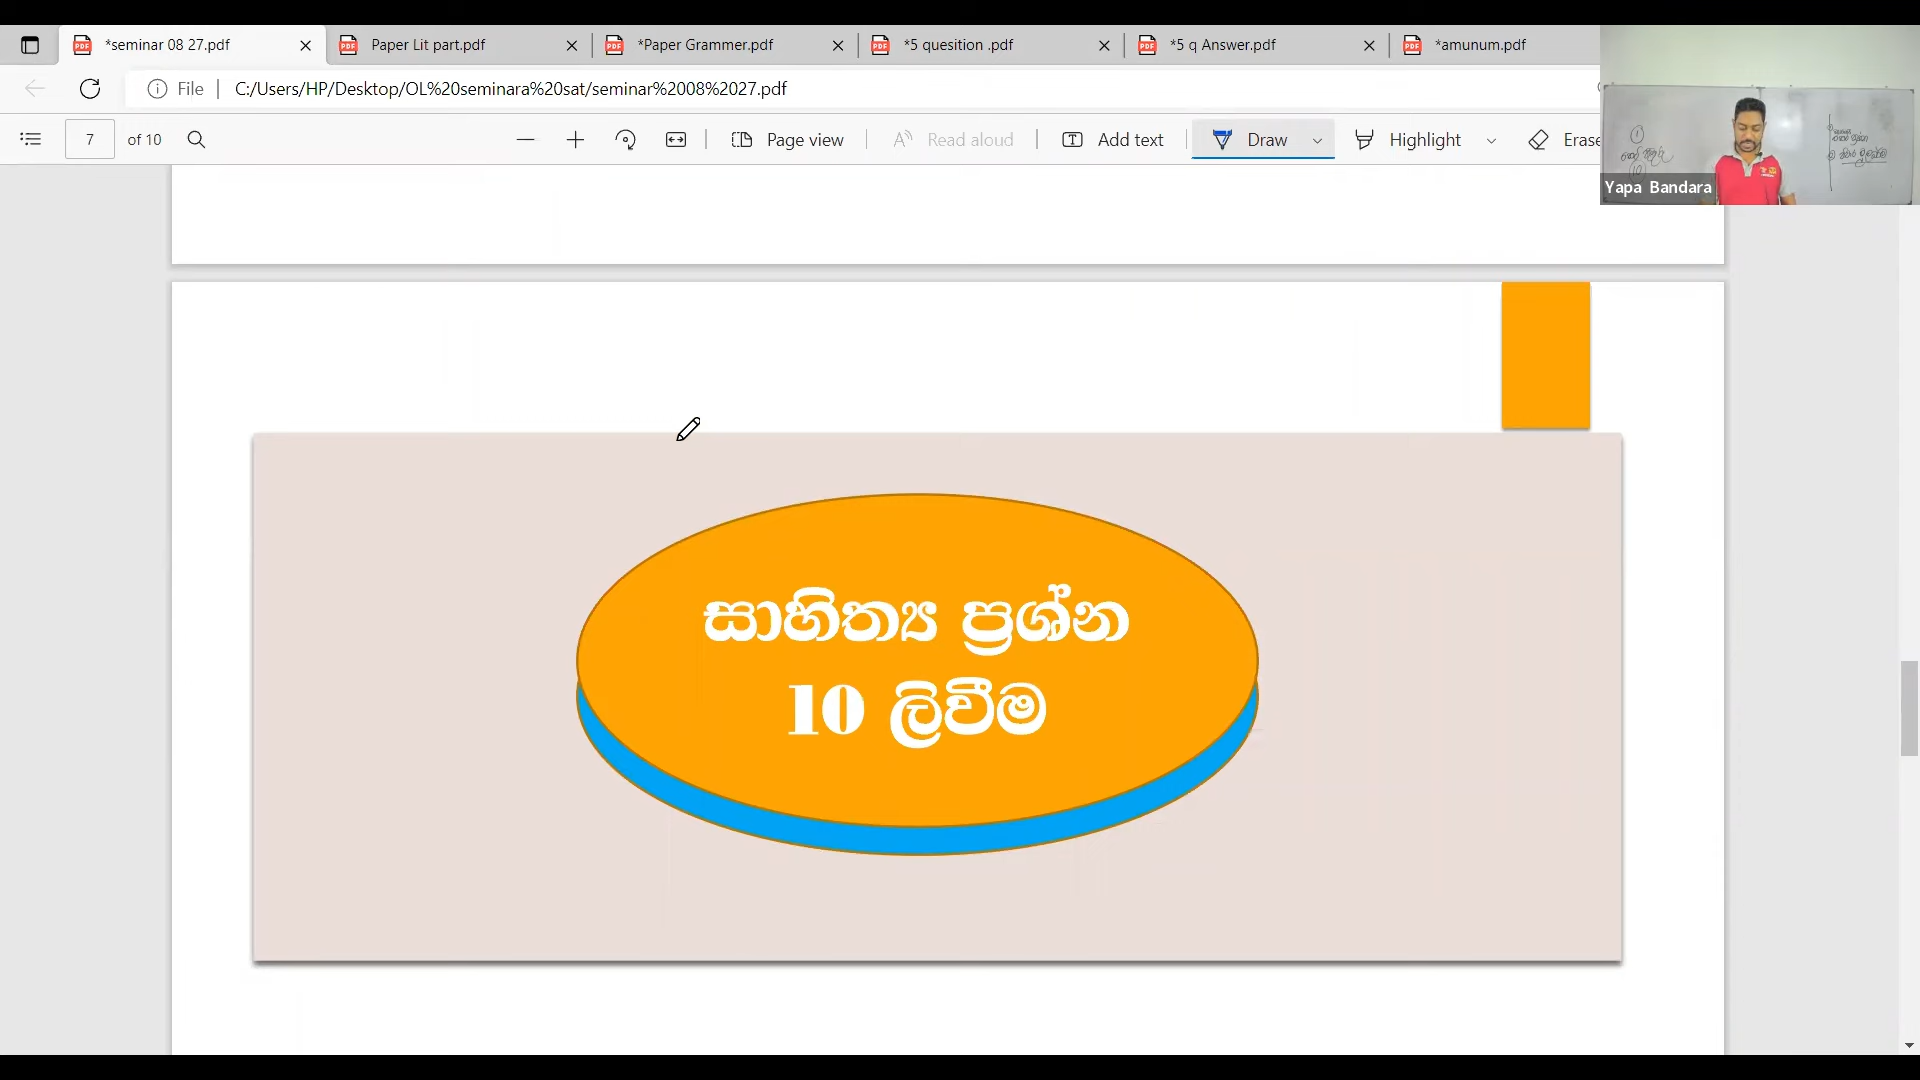 *seminar 08 27.pdf
Paper Lit part.pdf
*Paper Grammer.pdf
*5 quesition .pdf
*5 q Answer.pdf
*amunum.pdf
File
C:/Users/HP/Desktop/OL%20seminara%20sat/seminar%2008%2027.pdf
7 of 10
Page view
Read aloud
Add text
Draw
Highlight
Erase
Yapa Bandara
සාහිත්‍ය ප්‍රශ්න
10 ලිවීම